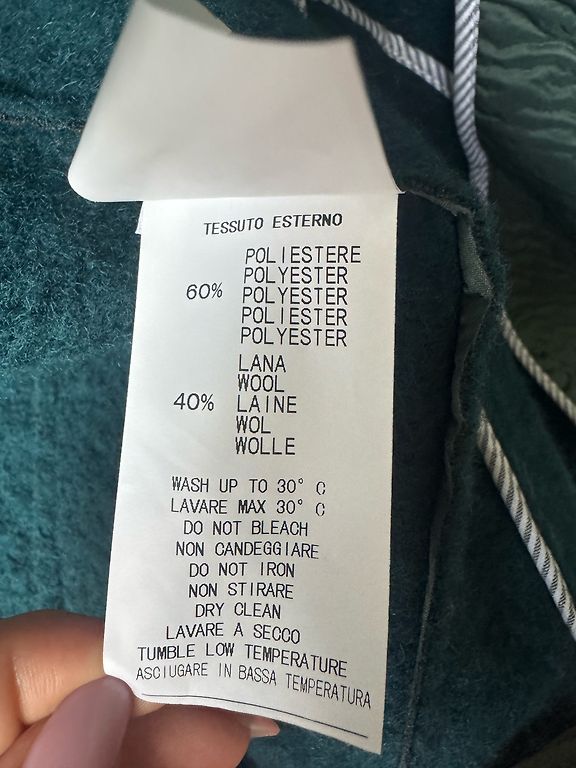 TESSUTO ESTERNO
POLIESTERE
POLYESTER
60% POLYESTER
POLIESTER
POLYESTER
LANA
WOOL
40% LAINE
WOL
WOLLE
WASH UP TO 30° C
LAVARE MAX 30° C
DO NOT BLEACH
NON CANDEGGIARE
DO NOT IRON
NON STIRARE
DRY CLEAN
LAVARE A SECCO
TUMBLE LOW TEMPERATURE
ASCIUGARE IN BASSA TEMPERATURA